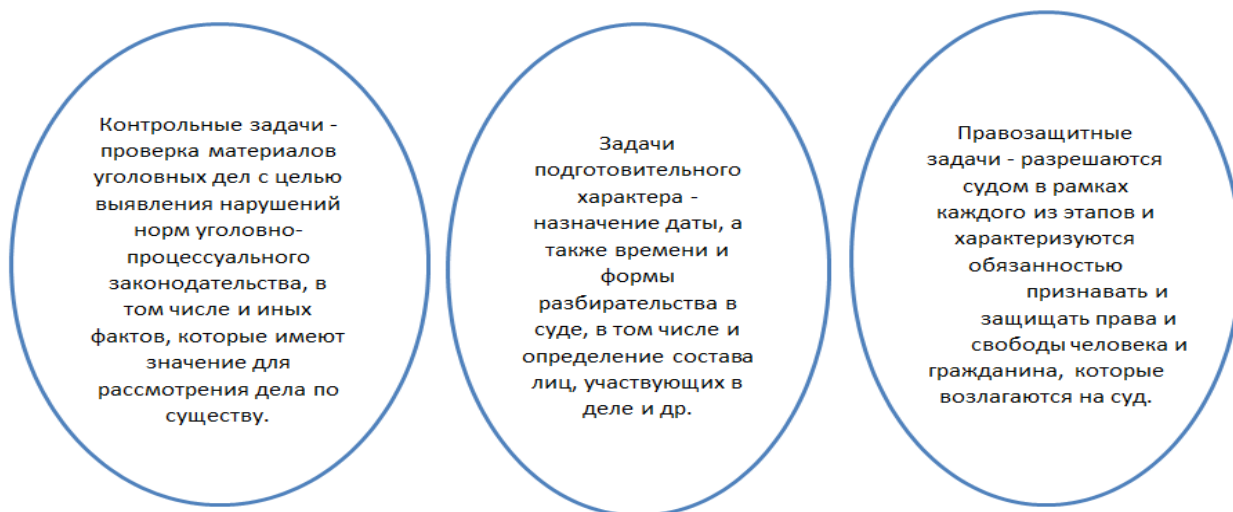 Контрольные задачи -
проверка материалов
уголовных дел с целью
выявления нарушений
норм уголовно-
процессуального
законодательства, в
том числе и иных
фактов, которые имеют
значение для
рассмотрения дела по
существу.
Задачи
подготовительного
характера -
назначение даты, а
также времени и
формы
разбирательства в
суде, в том числе и
определение состава
лиц, участвующих в
деле и др.
Правозащитные
задачи - разрешаются
судом в рамках
каждого из этапов и
характеризуются
обязанностью
признавать и
защищать права и
свободы человека и
гражданина, которые
возлагаются на суд.